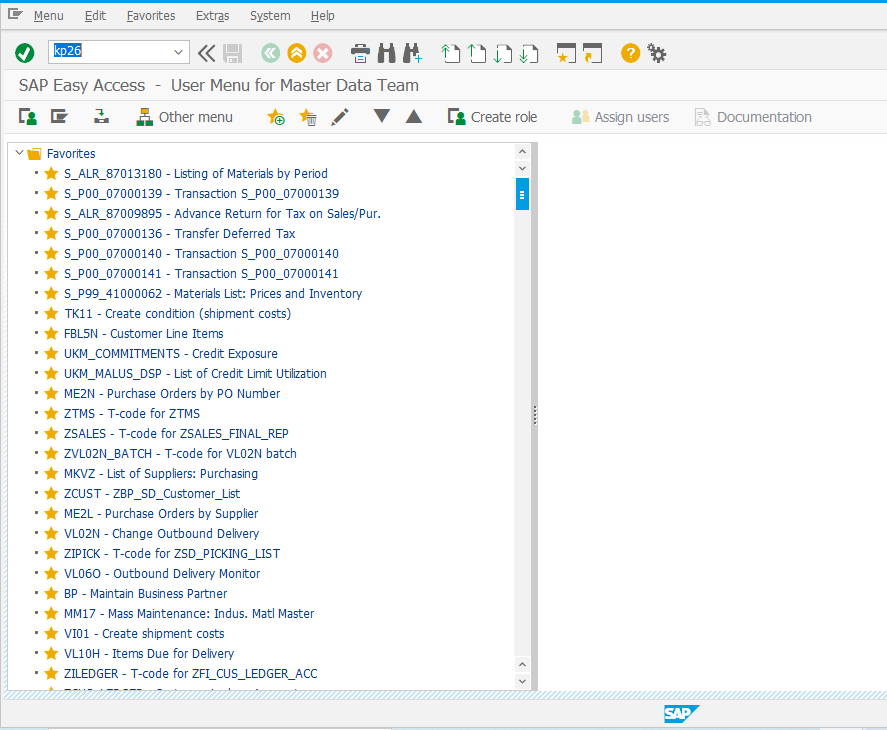 Menu Edit Favorites Extras System Help
kp26
SAP Easy Access - User Menu for Master Data Team
Other menu Create role Assign users Documentation
Favorites
S_ALR_87013180 - Listing of Materials by Period
S_P00_07000139 - Transaction S_P00_07000139
S_ALR_87009895 - Advance Return for Tax on Sales/Pur.
S_P00_07000136 - Transfer Deferred Tax
S_P00_07000140 - Transaction S_P00_07000140
S_P00_07000141 - Transaction S_P00_07000141
S_P99_41000062 - Materials List: Prices and Inventory
TK11 - Create condition (shipment costs)
FBL5N - Customer Line Items
UKM_COMMITMENTS - Credit Exposure
UKM_MALUS_DSP - List of Credit Limit Utilization
ME2N - Purchase Orders by PO Number
ZTMS - T-code for ZTMS
ZSALES - T-code for ZSALES_FINAL_REP
ZVL02N_BATCH - T-code for VL02N batch
MKVZ - List of Suppliers: Purchasing
ZCUST - ZBP_SD_Customer_List
ME2L - Purchase Orders by Supplier
VL02N - Change Outbound Delivery
ZIPICK - T-code for ZSD_PICKING_LIST
VL06O - Outbound Delivery Monitor
BP - Maintain Business Partner
MM17 - Mass Maintenance: Indus. Matl Master
VI01 - Create shipment costs
VL10H - Items Due for Delivery
ZILEDGER - T-code for ZFI_CUS_LEDGER_ACC
SAP